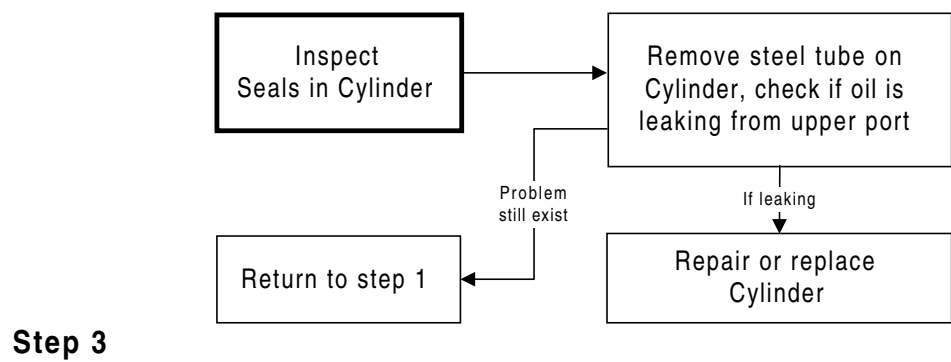 Inspect
Seals in Cylinder
Remove steel tube on
Cylinder, check if oil is
leaking from upper port
Problem
still exist
If leaking
Return to step 1
Repair or replace
Cylinder
Step 3